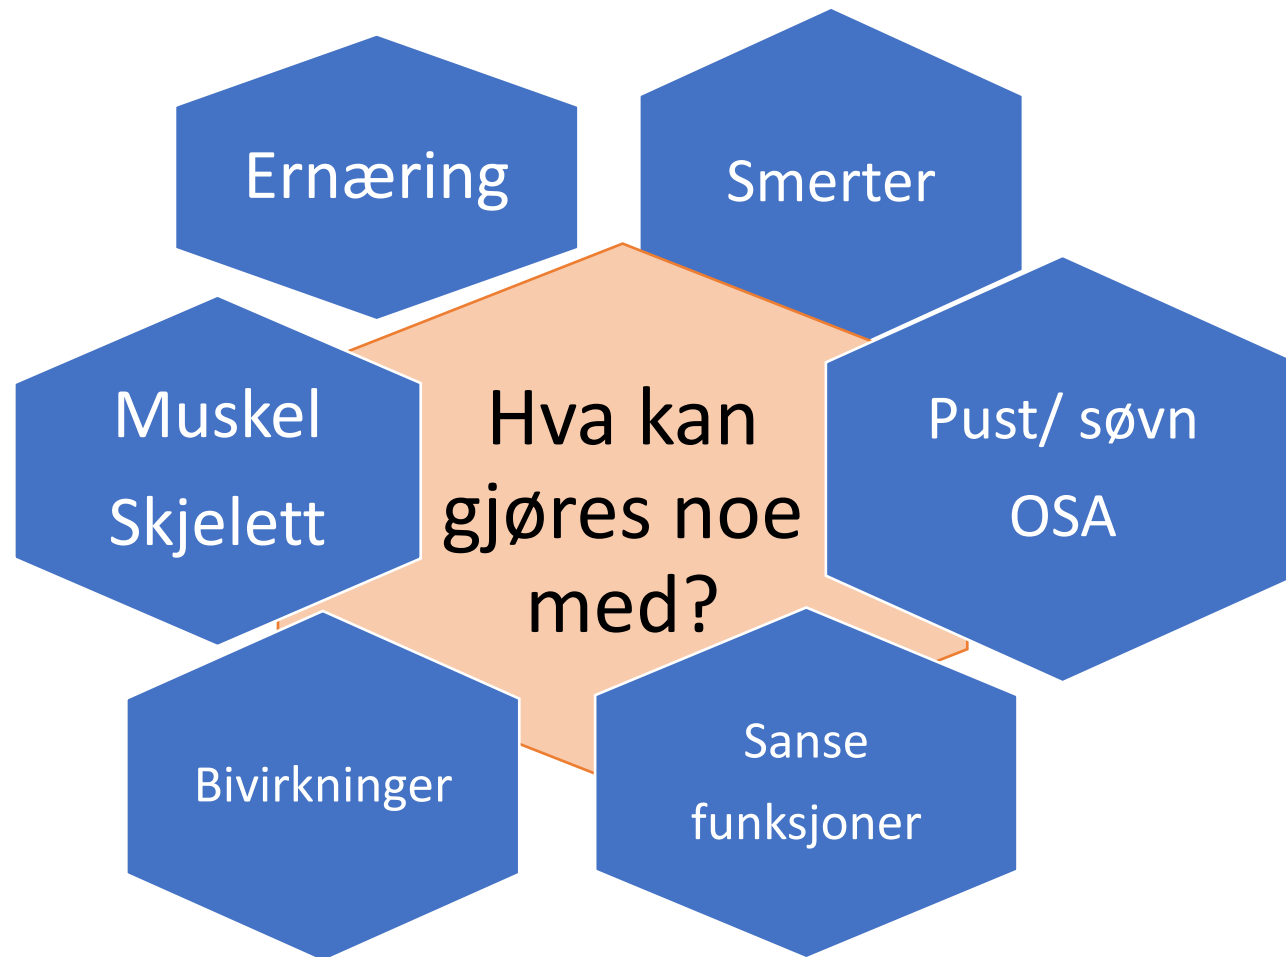 Ernæring
Smerter
Muskel
Skjelett
Hva kan
gjøres noe
med?
Pust/ søvn
OSA
Bivirkninger
Sanse
funksjoner